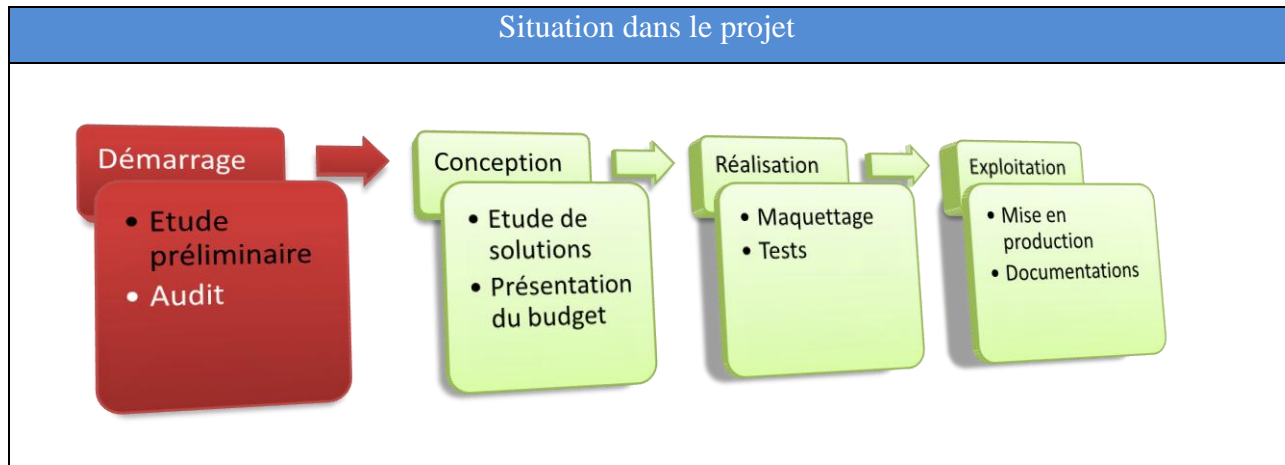 Situation dans le projet
Démarrage
• Etude
préliminaire
• Audit
Conception
• Etude de
solutions
• Présentation
du budget
Réalisation
• Maquettage
• Tests
Exploitation
• Mise en
production
• Documentations